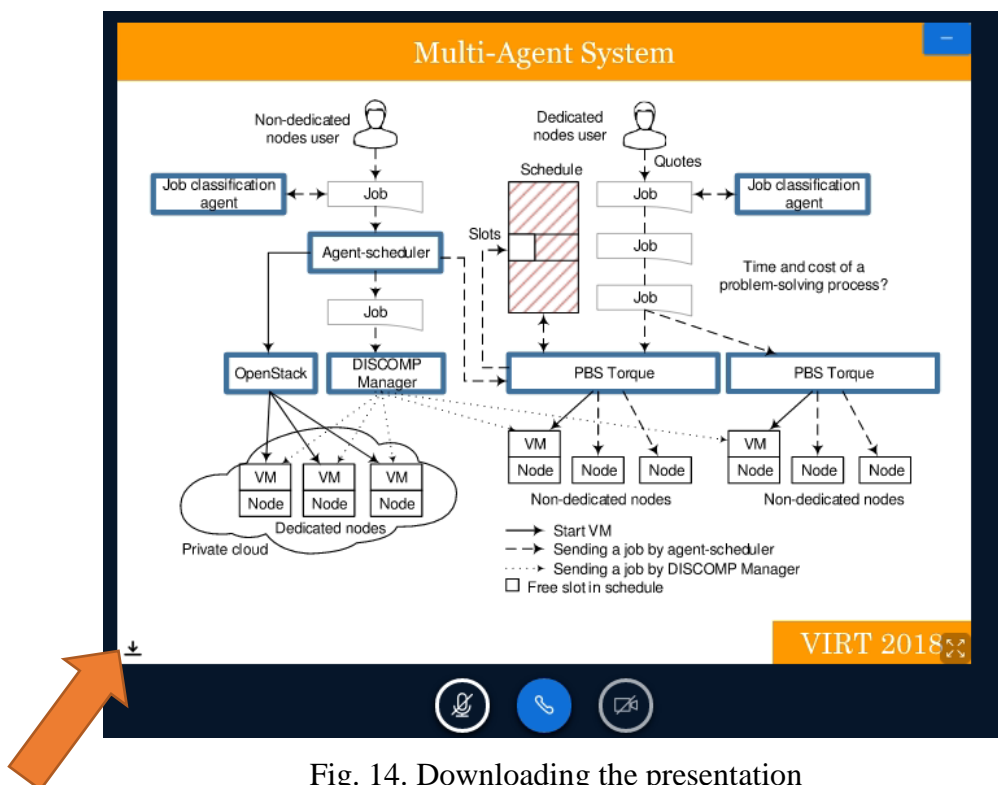 Multi-Agent System
Non-dedicated
nodes user
Dedicated
nodes user
Quotes
Schedule
Job classification
agent
Job
Job
Job classification
agent
Slots
Agent-scheduler
Job
Time and cost of a
problem-solving process?
Job
Job
OpenStack
DISCOMP
Manager
PBS Torque
PBS Torque
VM
Node
Node
Node
VM
Node
Node
Node
VM
Node
VM
Node
VM
Node
Non-dedicated nodes
Non-dedicated nodes
Dedicated nodes
Private cloud
Start VM
Sending a job by agent-scheduler
Sending a job by DISCOMP Manager
Free slot in schedule
VIRT 2018
Fig. 14. Downloading the presentation